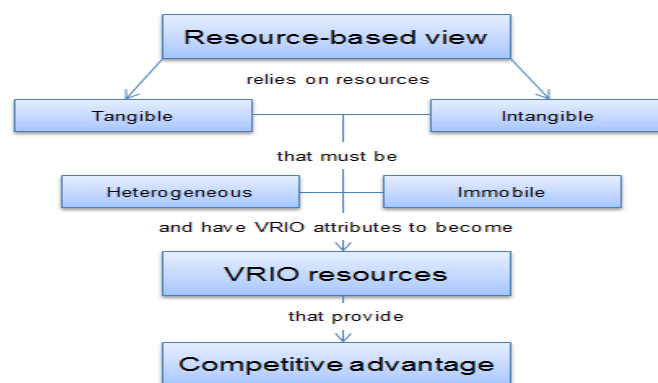 Resource-based view
relies on resources
Tangible
Intangible
that must be
Heterogeneous
Immobile
and have VRIO attributes to become
VRIO resources
that provide
Competitive advantage